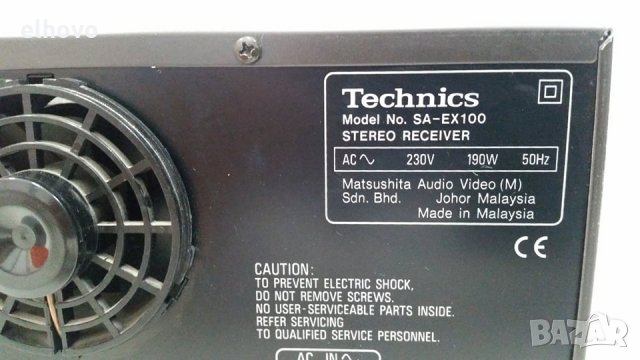 elhovo
Technics
Model No. SA-EX100
STEREO RECEIVER
AC∿ 230V 190W 50Hz
Matsushita Audio Video (M)
Sdn. Bhd. Johor Malaysia
Made in Malaysia
CE
CAUTION:
TO PREVENT ELECTRIC SHOCK,
DO NOT REMOVE SCREWS.
NO USER-SERVICEABLE PARTS INSIDE.
REFER SERVICING
TO QUALIFIED SERVICE PERSONNEL.
AC IN∿
BAZAR